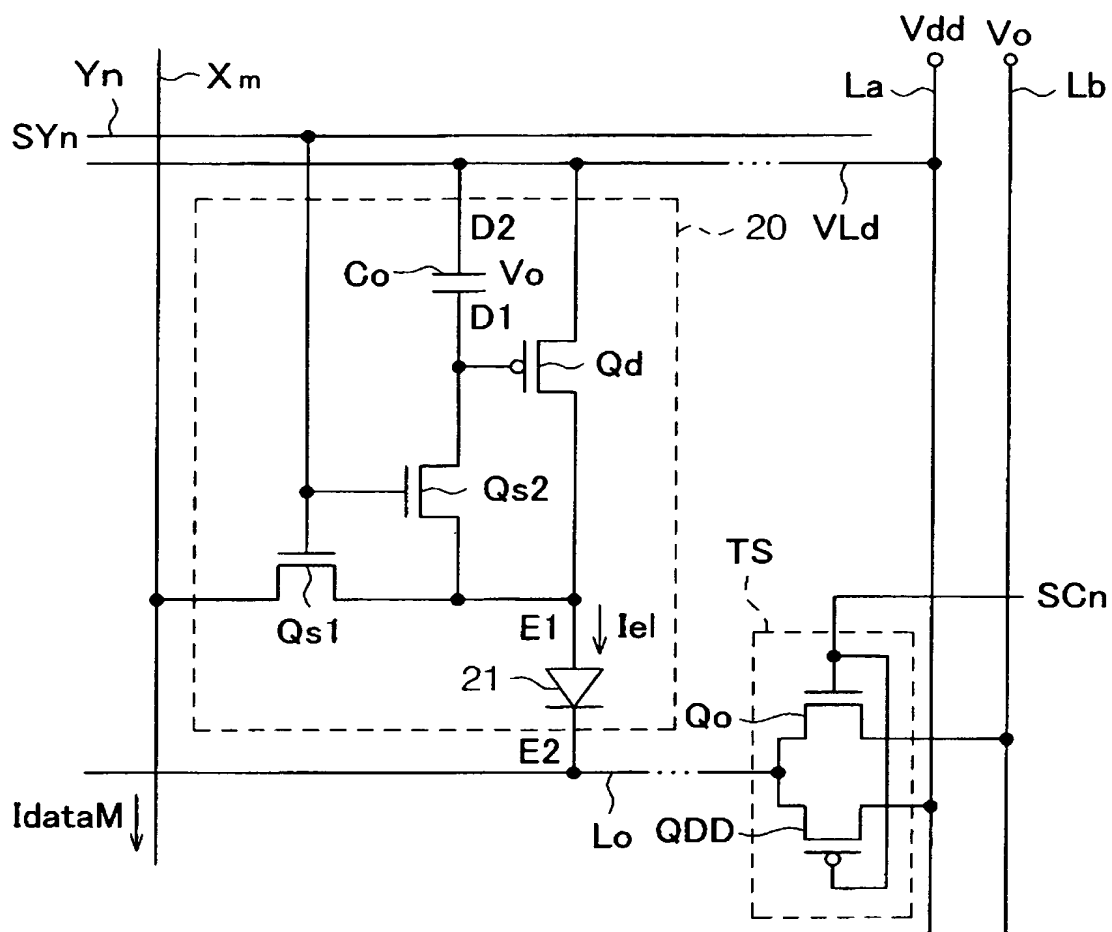 Vdd Vo
Yn Xm La Lb
SYn
D2 20 VLd
Co Vo
D1
Qd
Qs2
TS
SCn
Qs1 E1 Iel
21
Qo
E2
IdataM Lo QDD